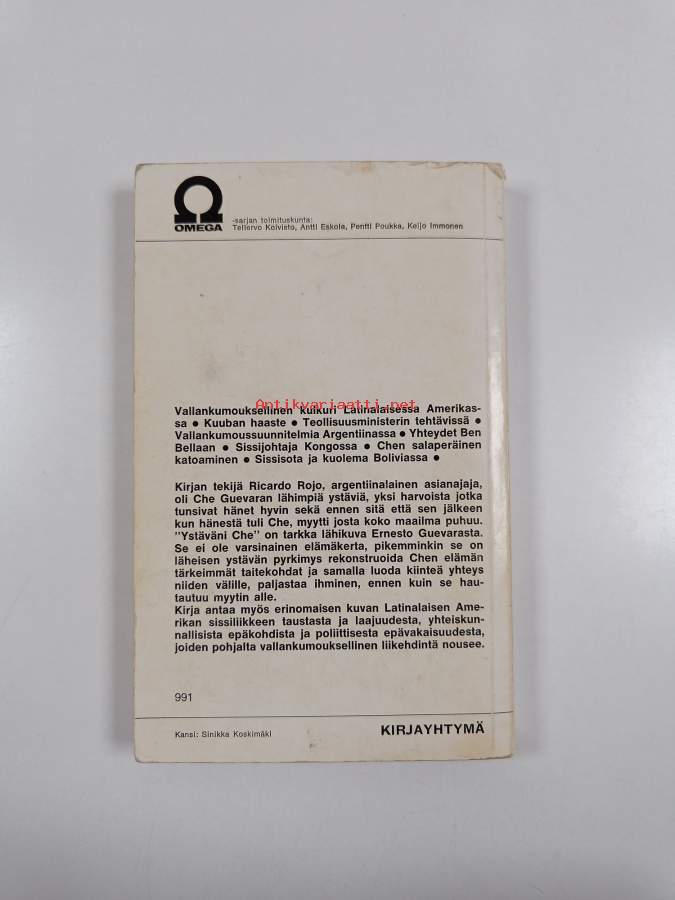 OMEGA
-sarjan toimituskunta:
Tellervo Koivisto, Antti Eskola, Pentti Poukka, Keijo Immonen
Antikvariaatti.net
Vallankumouksellinen kulkuri Latinalaisessa Amerikas-
sa ● Kuuban haaste ● Teollisuusministerin tehtävissä ●
Vallankumoussuunnitelmia Argentiinassa ● Yhteydet Ben
Bellaan ● Sissijohtaja Kongossa ● Chen salaperäinen
katoaminen ● Sissisota ja kuolema Boliviassa ●
Kirjan tekijä Ricardo Rojo, argentiinalainen asianajaja,
oli Che Guevaran lähimpiä ystäviä, yksi harvoista jotka
tunsivat hänet hyvin sekä ennen sitä että sen jälkeen
kun hänestä tuli Che, myytti josta koko maailma puhuu.
"Ystäväni Che" on tarkka lähikuva Ernesto Guevarasta.
Se ei ole varsinainen elämäkerta, pikemminkin se on
läheisen ystävän pyrkimys rekonstruoida Chen elämän
tärkeimmät taitekohdat ja samalla luoda kiinteä yhteys
niiden välille, paljastaa ihminen, ennen kuin se hau-
tautuu myytin alle.
Kirja antaa myös erinomaisen kuvan Latinalaisen Ame-
rikan sissiliikkeen taustasta ja laajuudesta, yhteiskun-
nallisista epäkohdista ja poliittisesta epävakaisuudesta,
joiden pohjalta vallankumouksellinen liikehdintä nousee.
991
Kansi: Sinikka Koskimäki
KIRJAYHTYMÄ